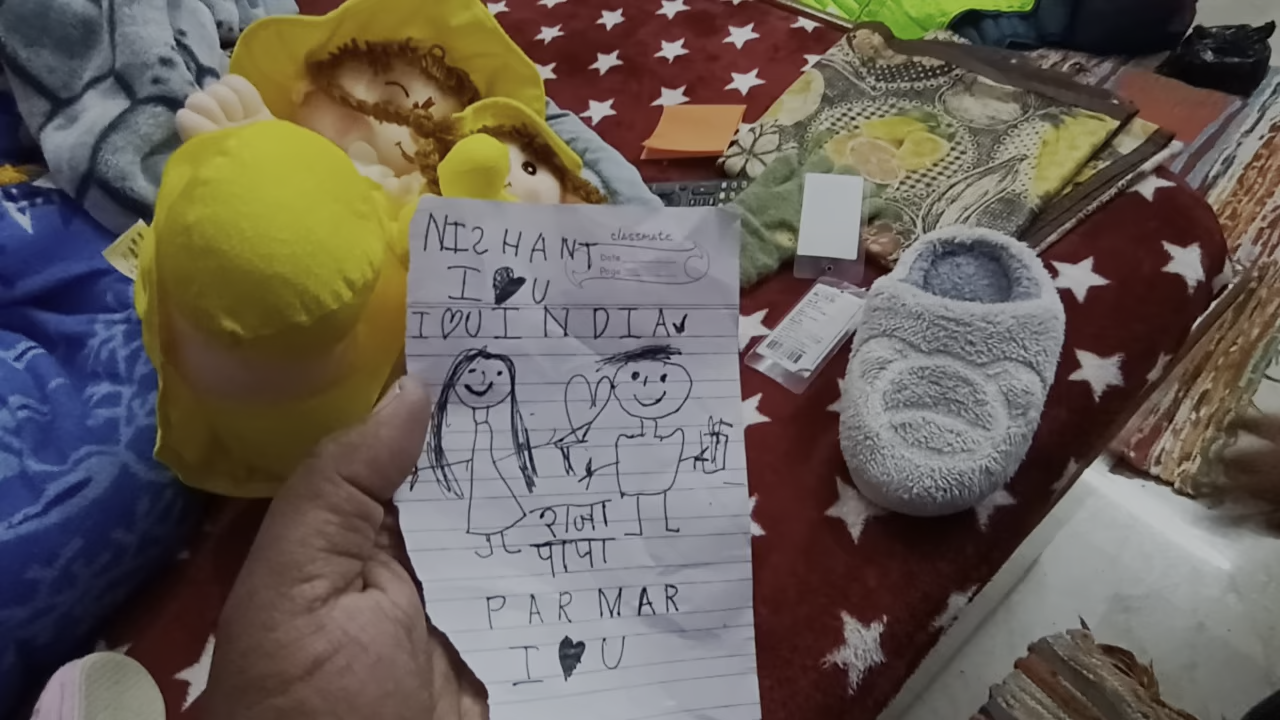 NISHANT
classmate
Date
Page
I ♥ U
I ♡ U INDIA✓
राजा
पापा
PARMAR
I ♥ U